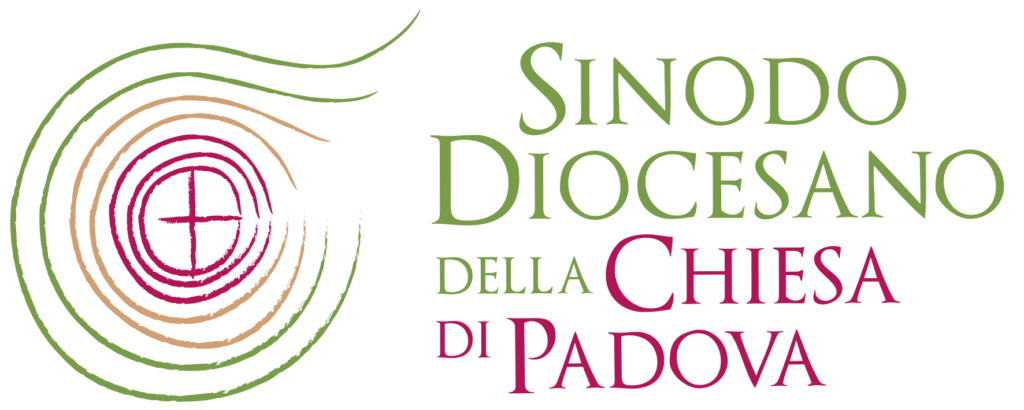 Sinodo
Diocesano
della Chiesa
di Padova